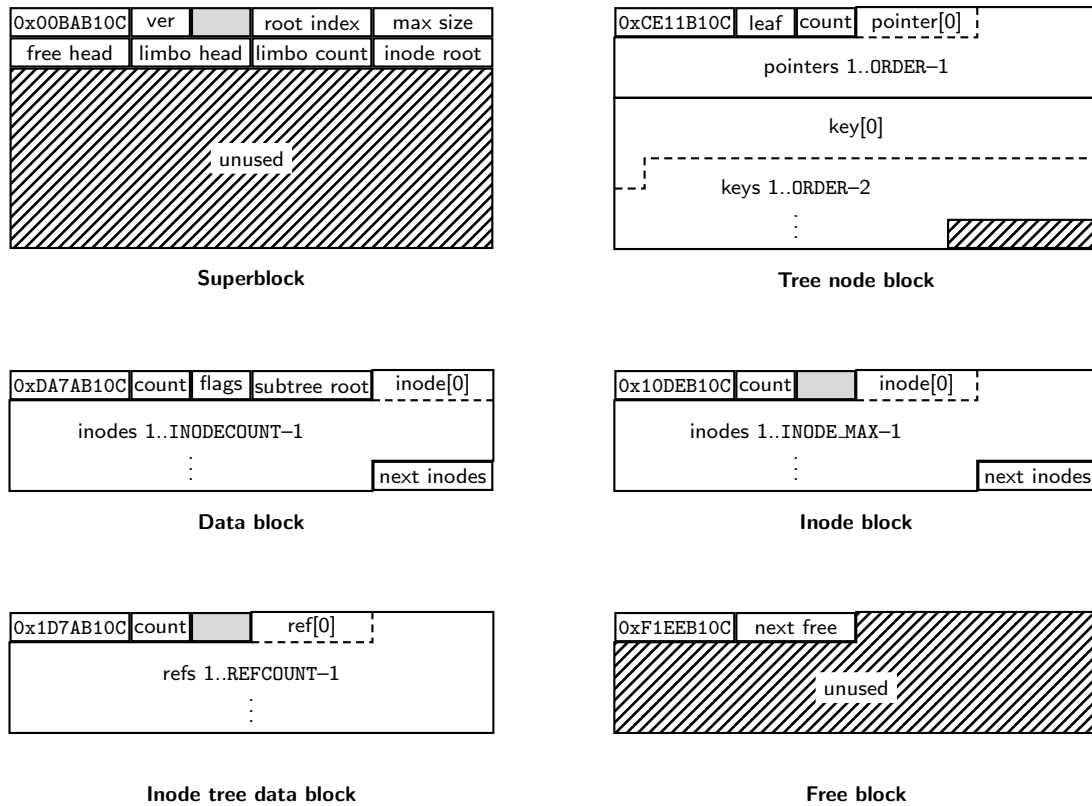 0x00BAB10C ver root index max size
free head limbo head limbo count inode root
unused
Superblock
0xCE11B10C leaf count pointer[0]
pointers 1..ORDER–1
key[0]
keys 1..ORDER–2
Tree node block
0xDA7AB10C count flags subtree root inode[0]
inodes 1..INODECOUNT–1
next inodes
Data block
0x10DEB10C count inode[0]
inodes 1..INODE_MAX–1
next inodes
Inode block
0x1D7AB10C count ref[0]
refs 1..REFCOUNT–1
Inode tree data block
0xF1EEB10C next free
unused
Free block